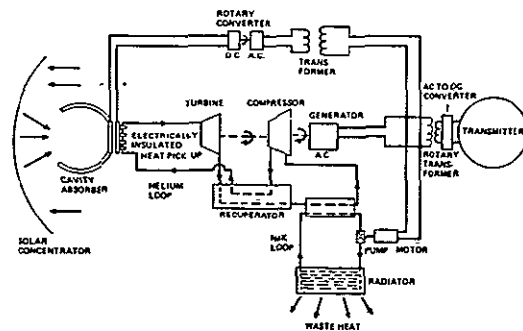 ROTARY
CONVERTER
D.C. A.C.
TRANS
FORMER
AC TO DC
CONVERTER
TURBINE
COMPRESSOR
GENERATOR
A.C
TRANSMITTER
ELECTRICALLY
INSULATED
HEAT PICK UP
ROTARY
TRANS-
FORMER
CAVITY
ABSORBER
HELIUM
LOOP
RECUPERATOR
SOLAR
CONCENTRATOR
NaK
LOOP
PUMP MOTOR
RADIATOR
WASTE HEAT